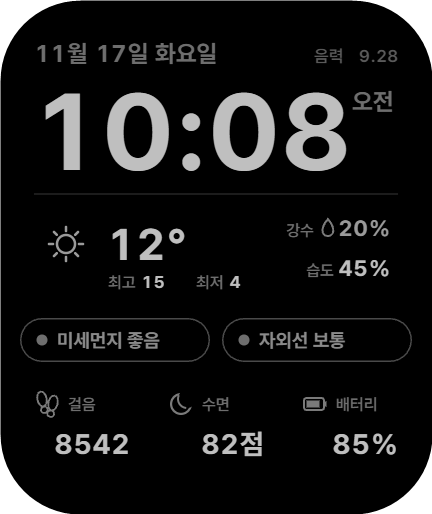 11월 17일 화요일 음력 9.28
10:08 오전
12° 강수 20%
최고 15 최저 4 습도 45%
미세먼지 좋음 자외선 보통
걸음 수면 배터리
8542 82점 85%